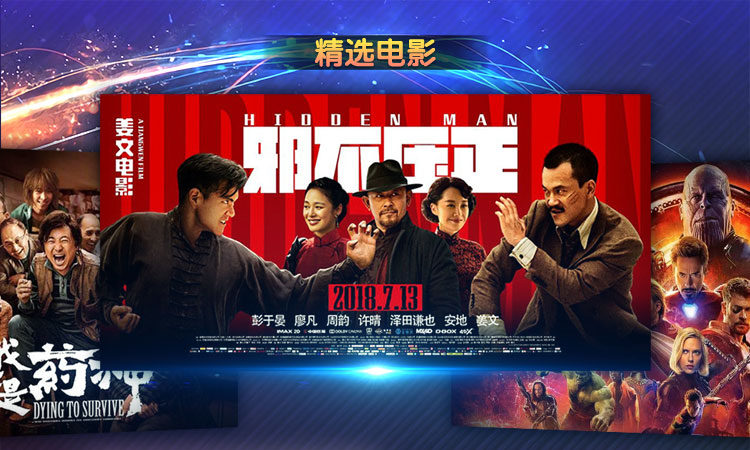 精选电影
HIDDEN MAN
邪不压正
姜文电影
A JIANGWEN FILM
2018.7.13
彭于晏 廖凡 周韵 许晴 泽田谦也 安地 姜文
IMAX 2D
DOLBY CINEMA
我是药神
DYING TO SURVIVE